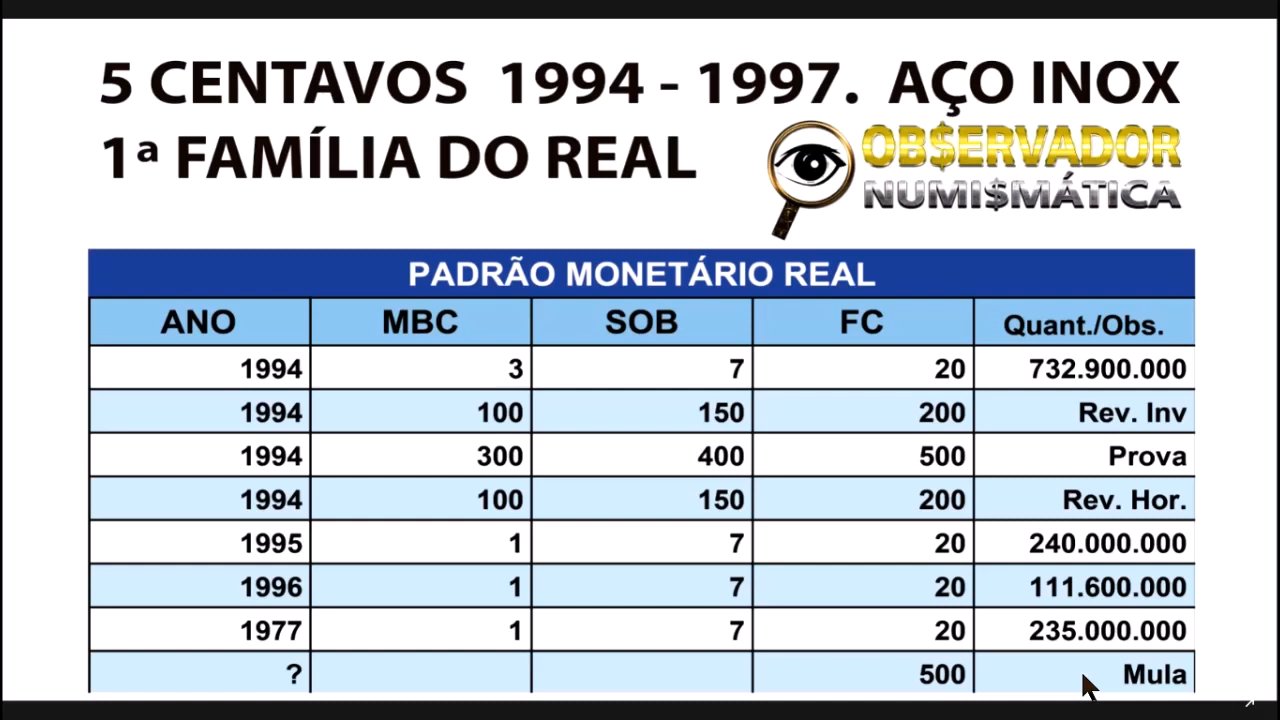 5 CENTAVOS 1994 - 1997. AÇO INOX
1ª FAMÍLIA DO REAL
OB$ERVADOR
NUMI$MÁTICA
PADRÃO MONETÁRIO REAL
ANO MBC SOB FC Quant./Obs.
1994 3 7 20 732.900.000
1994 100 150 200 Rev. Inv
1994 300 400 500 Prova
1994 100 150 200 Rev. Hor.
1995 1 7 20 240.000.000
1996 1 7 20 111.600.000
1977 1 7 20 235.000.000
? 500 Mula